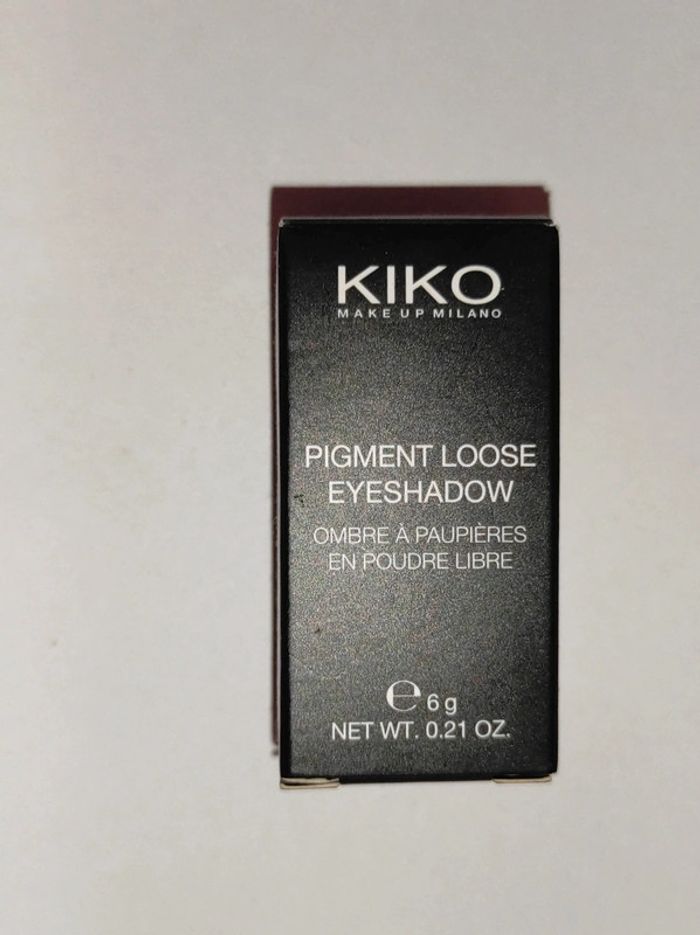 KIKO
MAKE UP MILANO
PIGMENT LOOSE
EYESHADOW
OMBRE À PAUPIÈRES
EN POUDRE LIBRE
℮ 6 g
NET WT. 0.21 OZ.